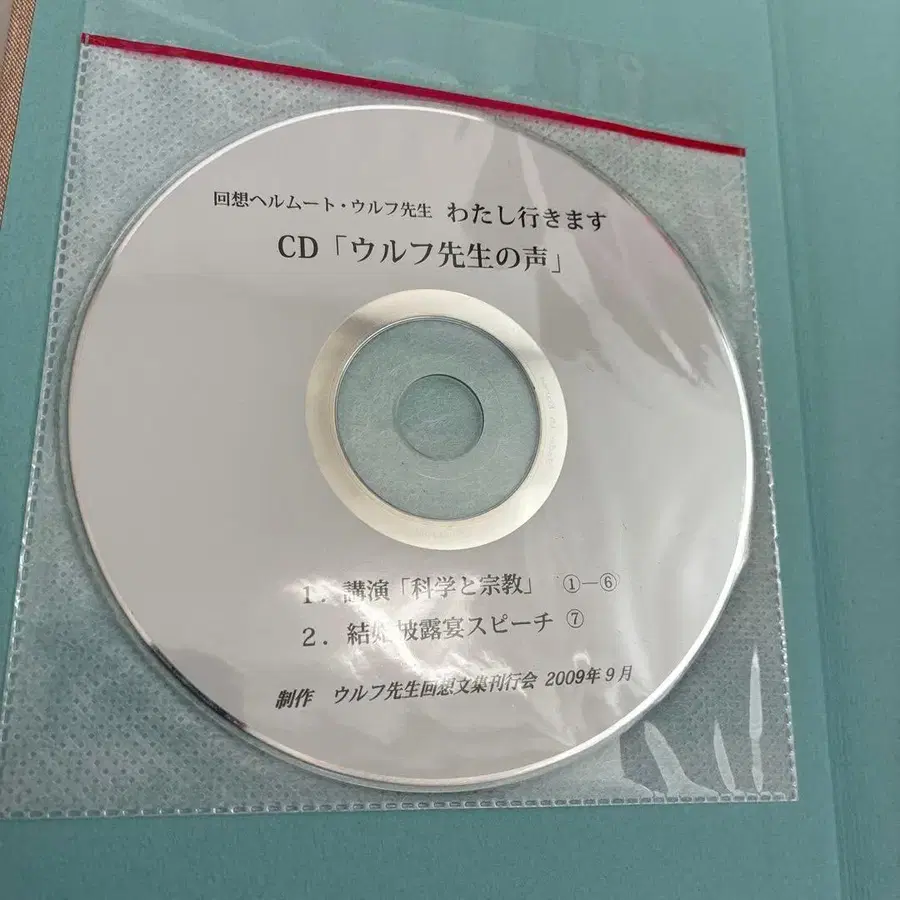 回想ヘルムート・ウルフ先生 わたし行きます
CD「ウルフ先生の声」
1．講演「科学と宗教」 ①―⑥
2．結婚披露宴スピーチ ⑦
制作 ウルフ先生回想文集刊行会 2009年9月